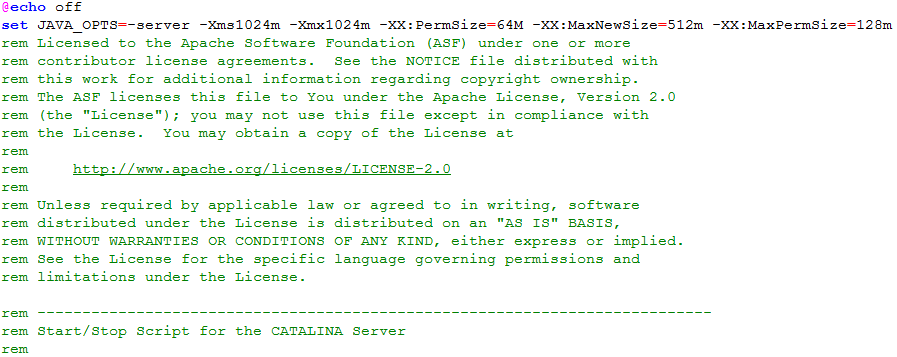 @echo off
set JAVA_OPTS=-server -Xms1024m -Xmx1024m -XX:PermSize=64M -XX:MaxNewSize=512m -XX:MaxPermSize=128m
rem Licensed to the Apache Software Foundation (ASF) under one or more
rem contributor license agreements.  See the NOTICE file distributed with
rem this work for additional information regarding copyright ownership.
rem The ASF licenses this file to You under the Apache License, Version 2.0
rem (the "License"); you may not use this file except in compliance with
rem the License.  You may obtain a copy of the License at
rem
rem     http://www.apache.org/licenses/LICENSE-2.0
rem
rem Unless required by applicable law or agreed to in writing, software
rem distributed under the License is distributed on an "AS IS" BASIS,
rem WITHOUT WARRANTIES OR CONDITIONS OF ANY KIND, either express or implied.
rem See the License for the specific language governing permissions and
rem limitations under the License.
rem ---------------------------------------------------------------------------
rem Start/Stop Script for the CATALINA Server
rem